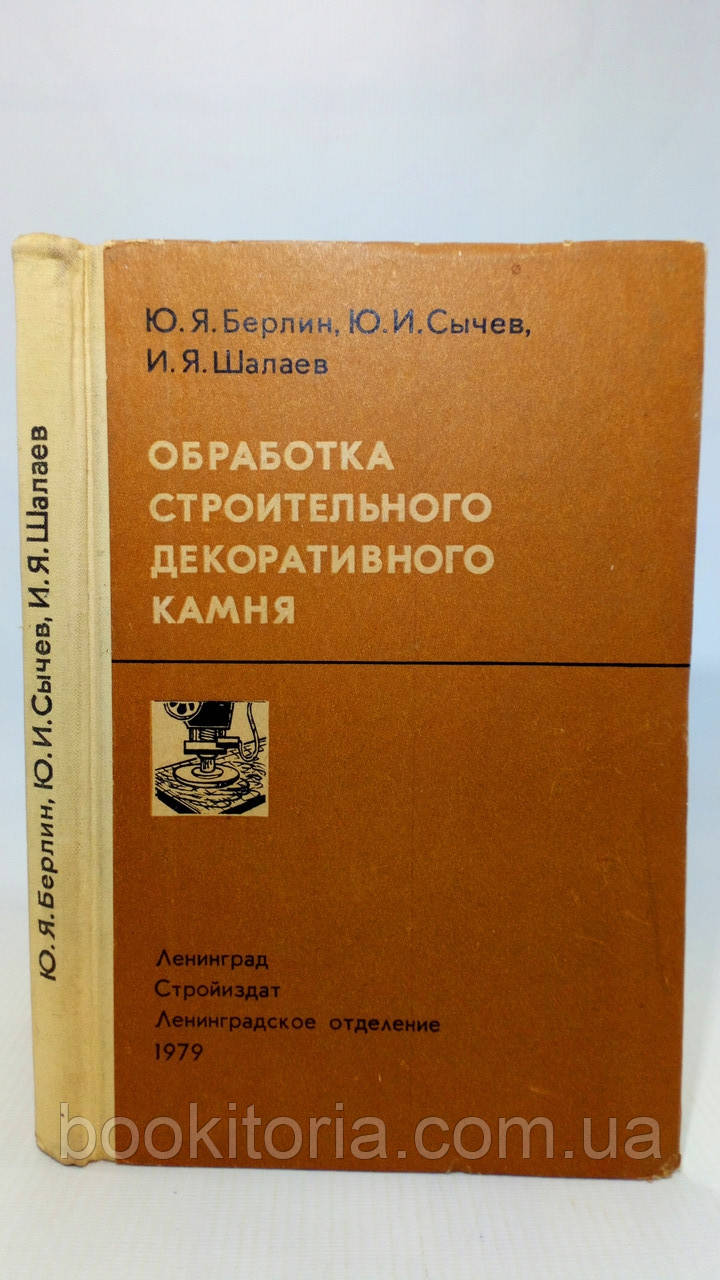 Ю. Я. Берлин, Ю. И. Сычев, И. Я. Шалаев
Ю. Я. Берлин, Ю. И. Сычев,
И. Я. Шалаев
ОБРАБОТКА
СТРОИТЕЛЬНОГО
ДЕКОРАТИВНОГО
КАМНЯ
Ленинград
Стройиздат
Ленинградское отделение
1979
bookitoria.com.ua